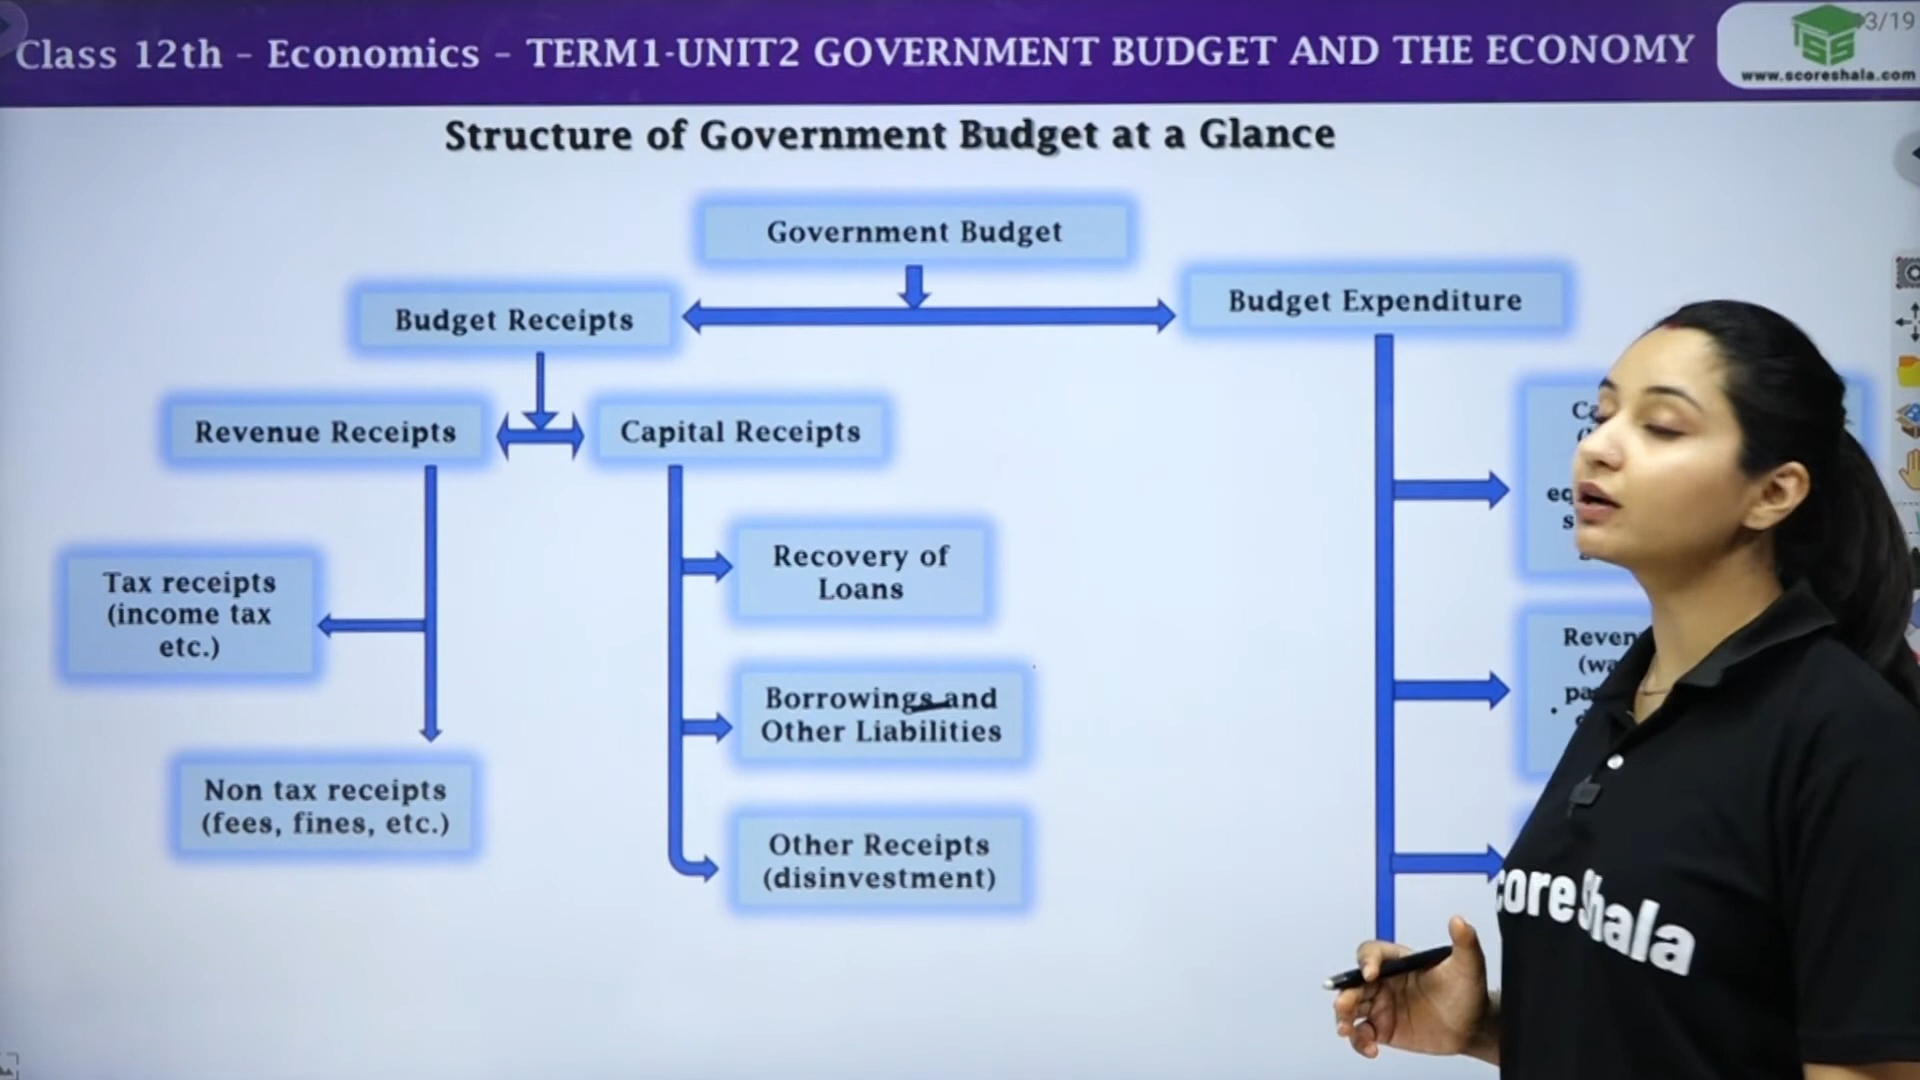 Class 12th - Economics - TERM1-UNIT2 GOVERNMENT BUDGET AND THE ECONOMY
3/19
www.scoreshala.com
Structure of Government Budget at a Glance
Government Budget
Budget Receipts
Budget Expenditure
Revenue Receipts
Capital Receipts
Recovery of
Loans
Tax receipts
(income tax
etc.)
Borrowings and
Other Liabilities
Non tax receipts
(fees, fines, etc.)
Other Receipts
(disinvestment)